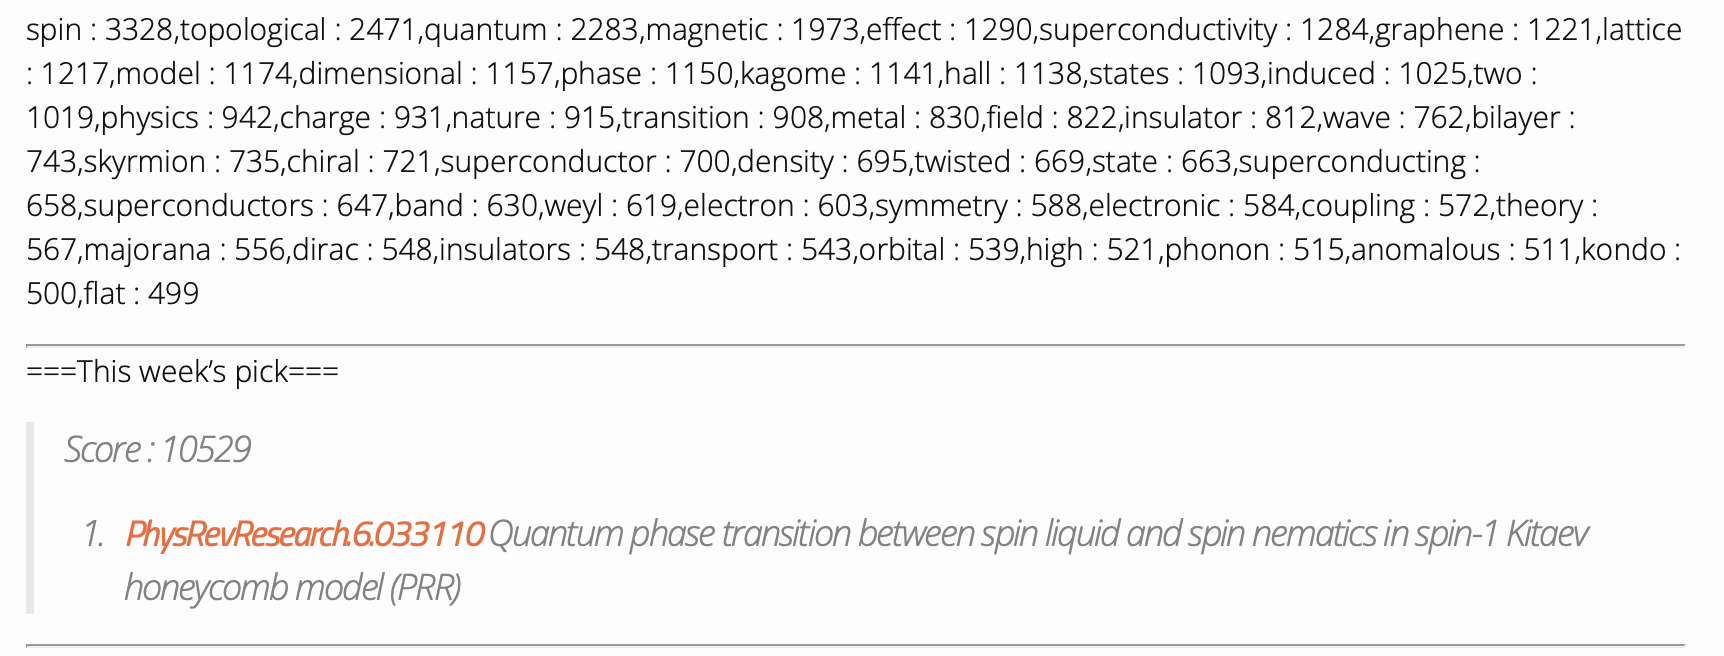 spin : 3328,topological : 2471,quantum : 2283,magnetic : 1973,effect : 1290,superconductivity : 1284,graphene : 1221,lattice
: 1217,model : 1174,dimensional : 1157,phase : 1150,kagome : 1141,hall : 1138,states : 1093,induced : 1025,two :
1019,physics : 942,charge : 931,nature : 915,transition : 908,metal : 830,field : 822,insulator : 812,wave : 762,bilayer :
743,skyrmion : 735,chiral : 721,superconductor : 700,density : 695,twisted : 669,state : 663,superconducting :
658,superconductors : 647,band : 630,weyl : 619,electron : 603,symmetry : 588,electronic : 584,coupling : 572,theory :
567,majorana : 556,dirac : 548,insulators : 548,transport : 543,orbital : 539,high : 521,phonon : 515,anomalous : 511,kondo :
500,flat : 499
===This week’s pick===
Score : 10529
1. PhysRevResearch.6.033110 Quantum phase transition between spin liquid and spin nematics in spin-1 Kitaev
honeycomb model (PRR)